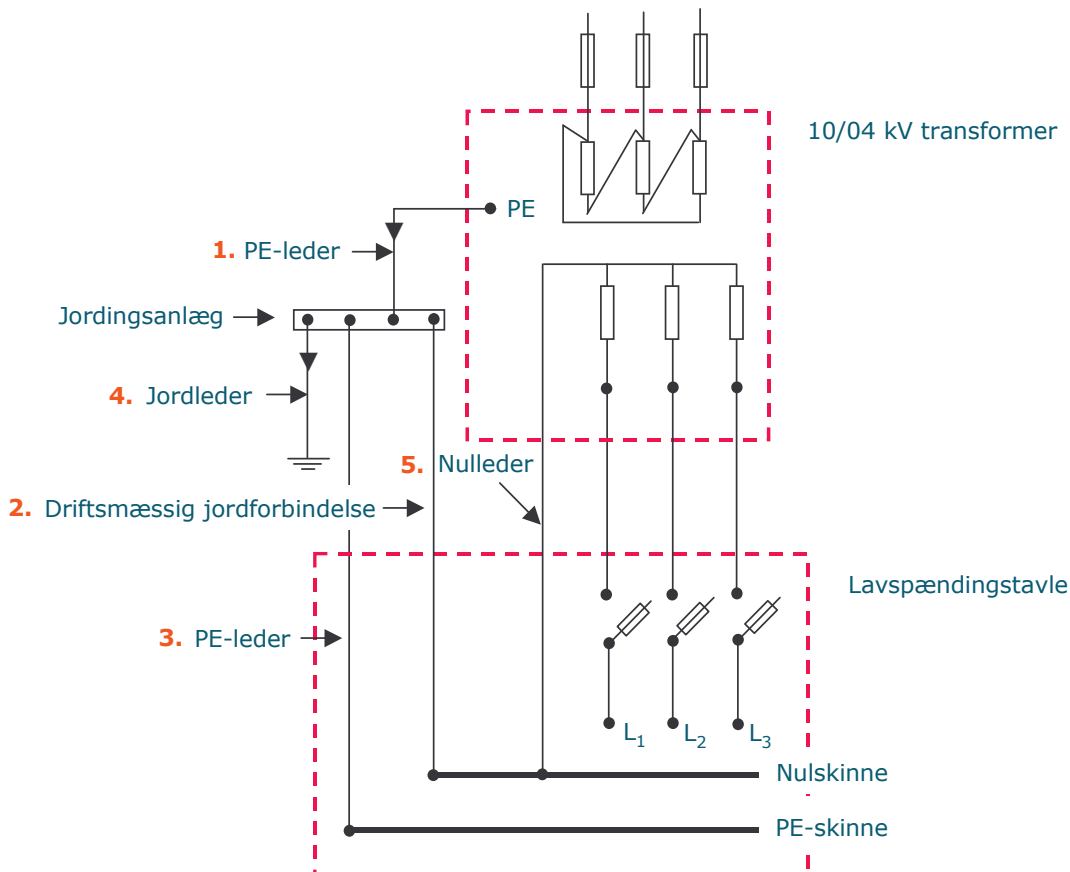 10/04 kV transformer
PE
1. PE-leder
Jordingsanlæg
4. Jordleder
5. Nulleder
2. Driftsmæssig jordforbindelse
Lavspændingstavle
3. PE-leder
L1 L2 L3
Nulskinne
PE-skinne